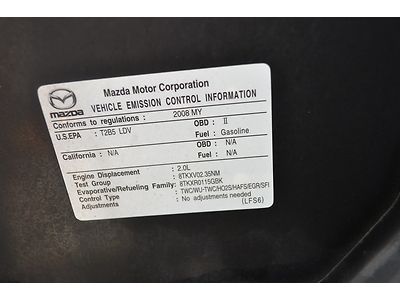 Mazda Motor Corporation
mazda
VEHICLE EMISSION CONTROL INFORMATION
Conforms to regulations : 2008 MY
U.S.EPA : T2B5 LDV OBD : II
Fuel : Gasoline
California : N/A OBD : N/A
Fuel : N/A
Engine Displacement : 2.0L
Test Group : 8TKXV02.35NM
Evaporative/Refueling Family: 8TKXR0115GBK
Control Type : TWC/WU-TWC/HO2S/HAFS/EGR/SFI
Adjustments : No adjustments needed
(LFS6)